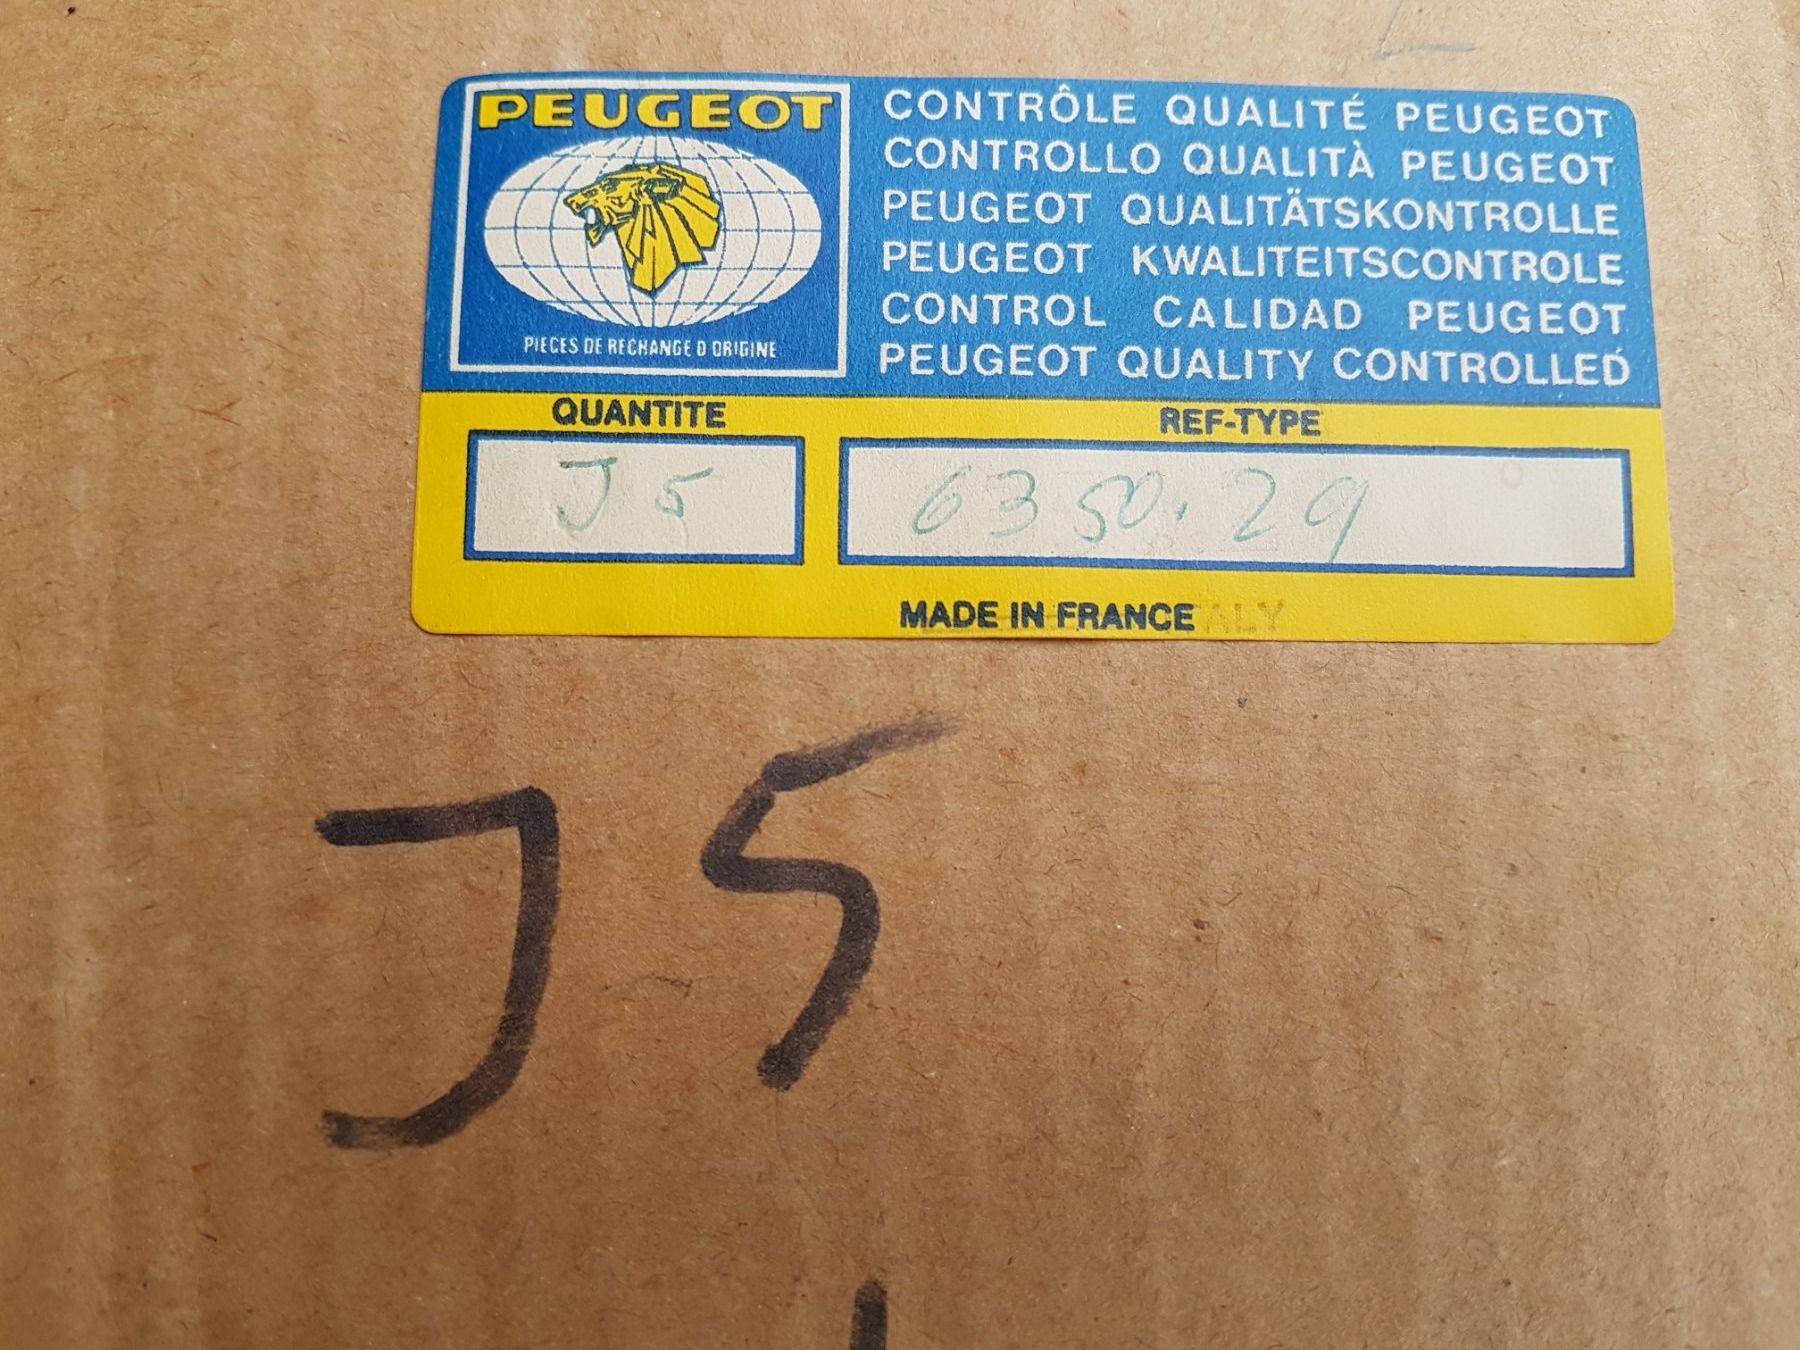 PEUGEOT
PIECES DE RECHANGE D ORIGINE
CONTRÔLE QUALITÉ PEUGEOT
CONTROLLO QUALITÀ PEUGEOT
PEUGEOT QUALITÄTSKONTROLLE
PEUGEOT KWALITEITSCONTROLE
CONTROL CALIDAD PEUGEOT
PEUGEOT QUALITY CONTROLLED
QUANTITE
REF-TYPE
J5
6350.29
MADE IN FRANCE
J5